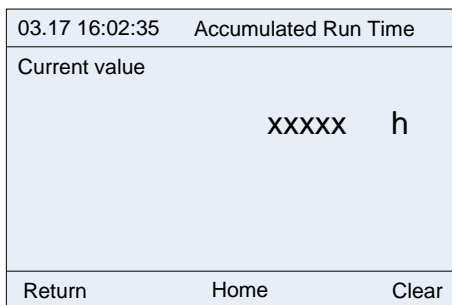 03.17 16:02:35 Accumulated Run Time
Current value
xxxxx h
Return Home Clear